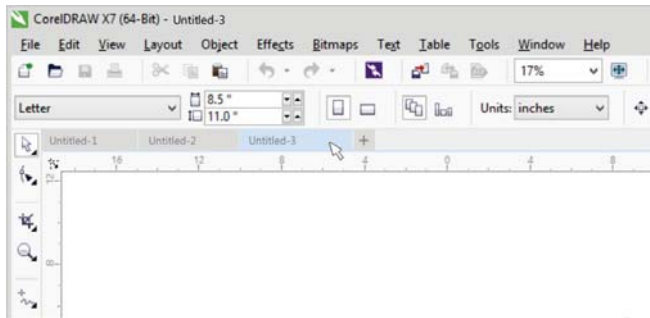 CorelDRAW X7 (64-Bit) - Untitled-3
File Edit View Layout Object Effects Bitmaps Text Table Tools Window Help
17%
Letter 8.5 " Units: inches
11.0 "
Untitled-1 Untitled-2 Untitled-3 +
16 12 8 4 0 4 8
12
8